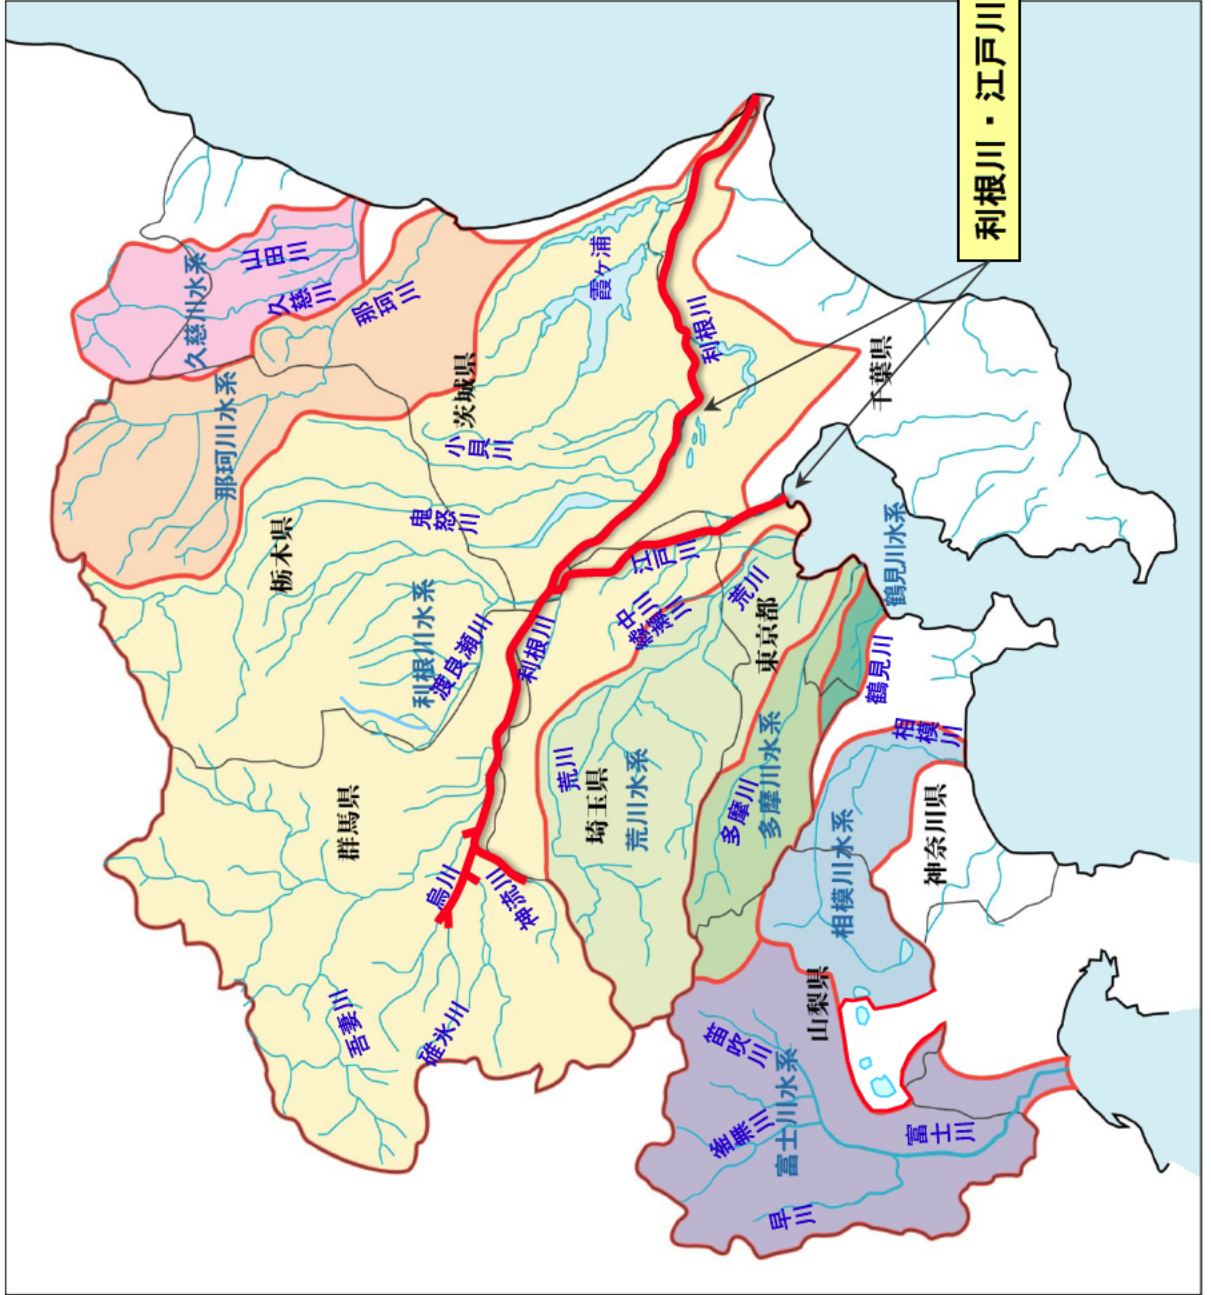 利根川・江戸川
久慈川水系
山田川
久慈川
那珂川
那珂川水系
霞ヶ浦
茨城県
小貝川
利根川
千葉県
栃木県
鬼怒川
江戸川
利根川水系
渡良瀬川
利根川
中川
綾瀬川
荒川
東京都
鶴見川水系
鶴見川
相模川
群馬県
荒川
埼玉県
荒川水系
多摩川
多摩川水系
相模川水系
神奈川県
烏川
神流川
吾妻川
碓氷川
山梨県
笛吹川
釜無川
富士川水系
富士川
早川